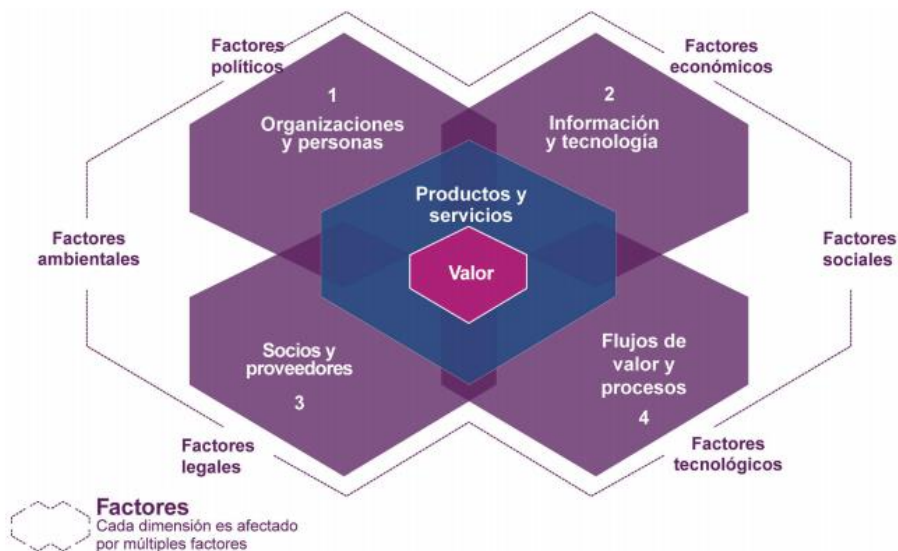 Factores
políticos
Factores
económicos
1
Organizaciones
y personas
2
Información
y tecnología
Productos y
servicios
Valor
Factores
ambientales
Factores
sociales
Socios y
proveedores
3
Flujos de
valor y
procesos
4
Factores
legales
Factores
tecnológicos
Factores
Cada dimensión es afectado
por múltiples factores